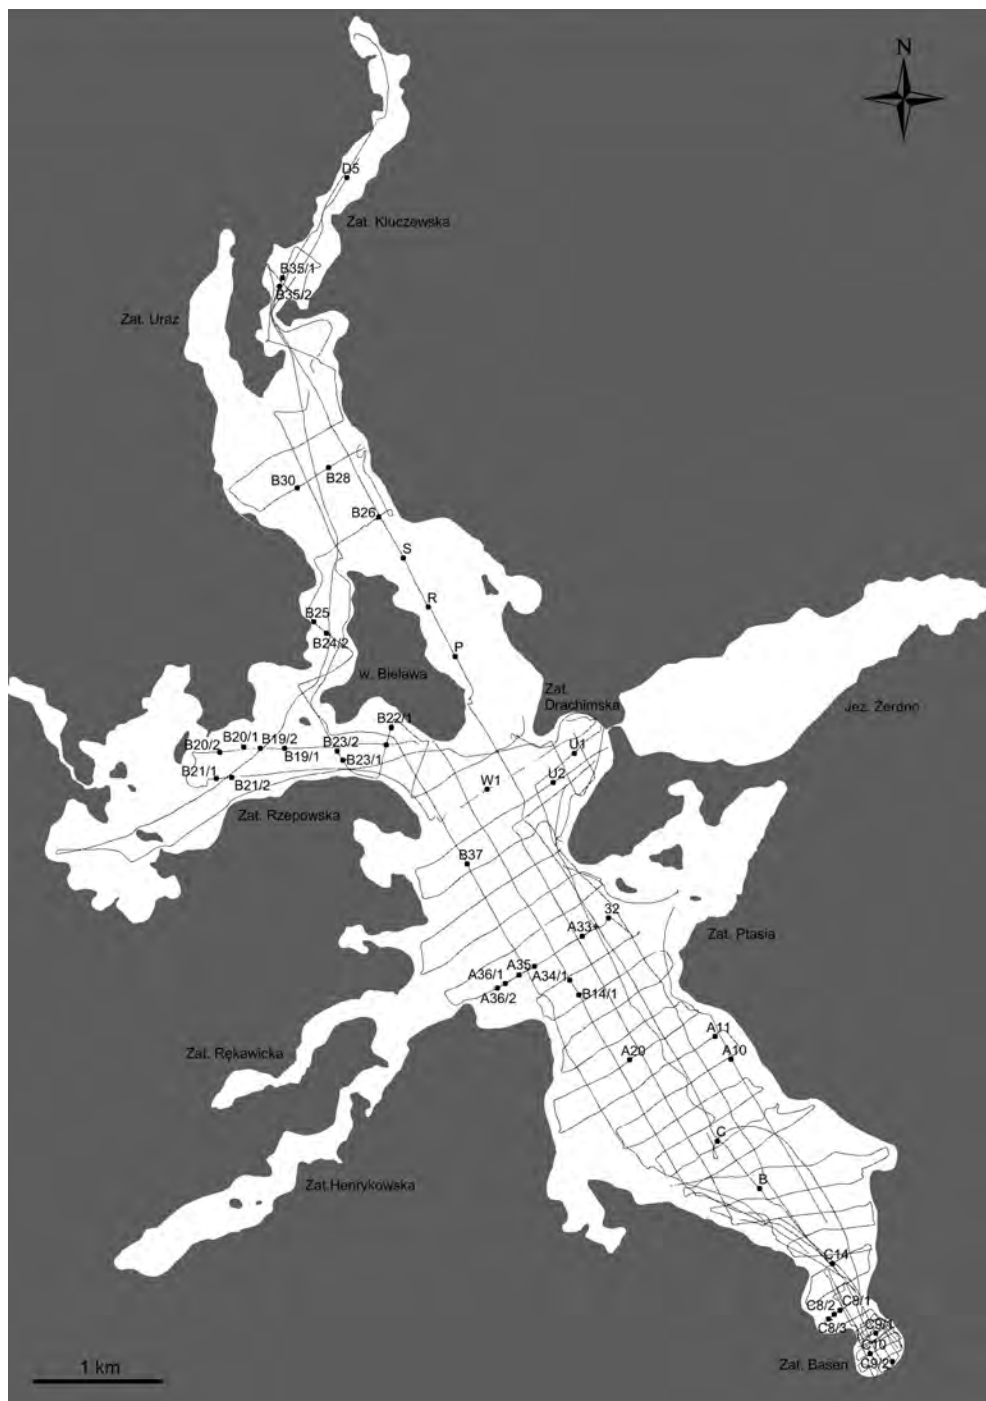 N
D5
Zat. Kluczewska
B35/1
B35/2
Zat. Uraz
B28
B30
B26
S
R
B25
B24/2
P
w. Bielawa
Zat.
Drachimska
Jez. Żerdno
B22/1
B20/1
B20/2
B19/2
B19/1
B23/2
B23/1
U1
U2
B21/1
B21/2
W1
Zat. Rzepowska
B37
32
A33+
Zat. Ptasia
A35
A36/1
A34/1
A36/2
B14/1
A11
A20
A10
Zat. Rękawicka
C
Zat.Henrykowska
B
C14
C8/2
C8/1
C8/3
C9/1
C10
Zat. Basen
C9/2
1 km